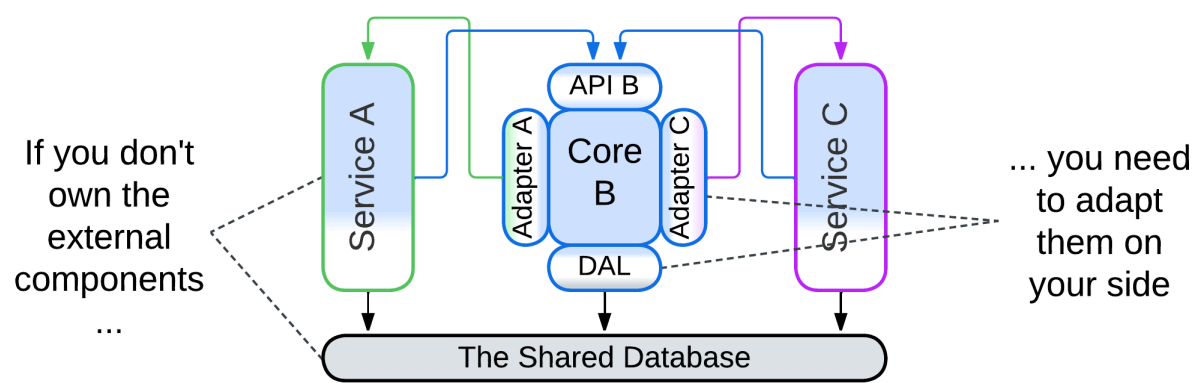 If you don't
own the
external
components
...
Service A
API B
Adapter A
Core
B
Adapter C
DAL
Service C
The Shared Database
... you need
to adapt
them on
your side